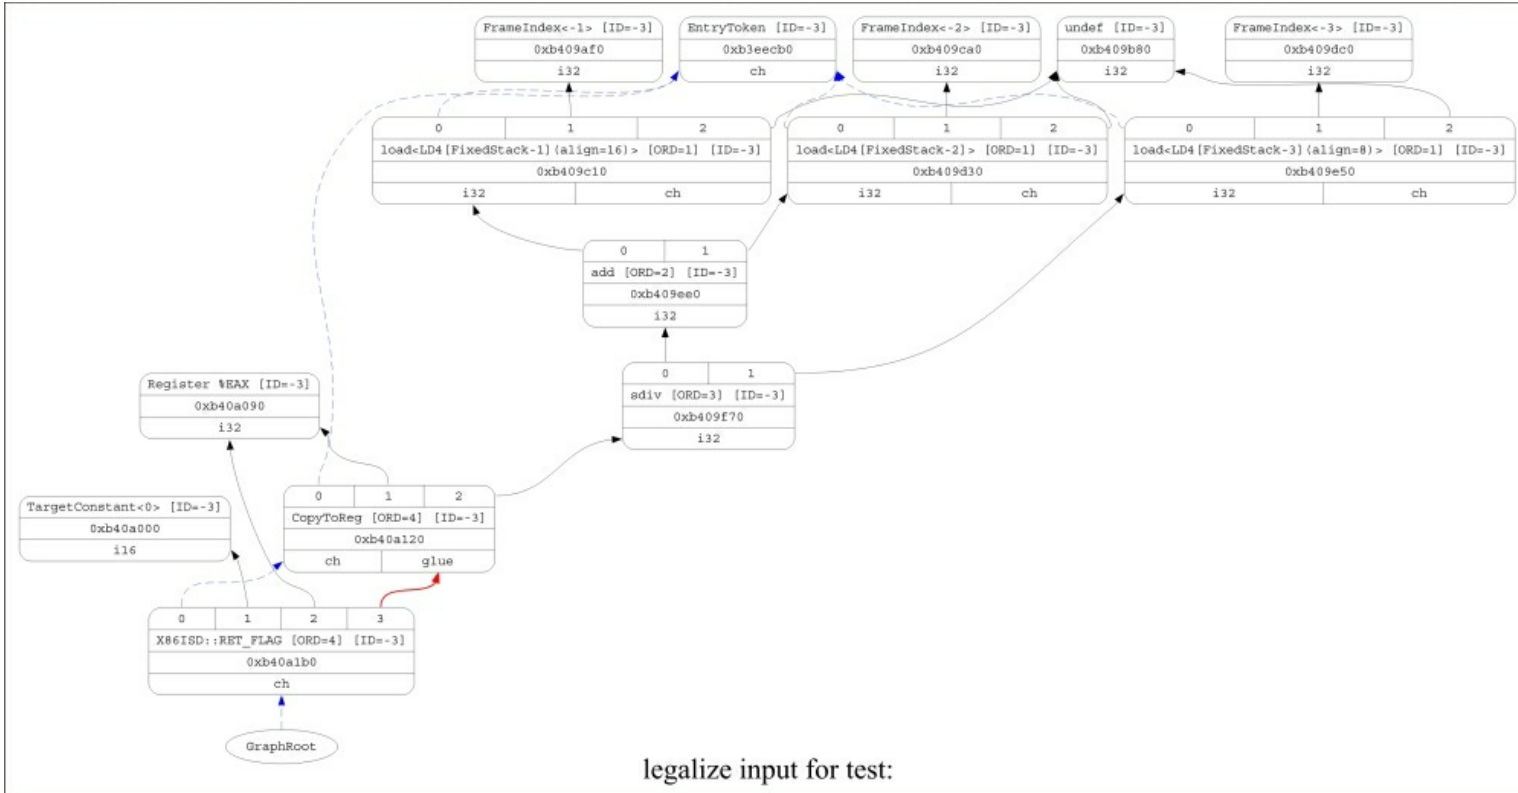 FrameIndex<-1> [ID=-3]
0xb409af0
i32
EntryToken [ID=-3]
0xb3eecb0
ch
FrameIndex<-2> [ID=-3]
0xb409ca0
i32
undef [ID=-3]
0xb409b80
i32
FrameIndex<-3> [ID=-3]
0xb409dc0
i32
0 1 2
load<LD4[FixedStack-1](align=16)> [ORD=1] [ID=-3]
0xb409c10
i32 ch
0 1 2
load<LD4[FixedStack-2]> [ORD=1] [ID=-3]
0xb409d30
i32 ch
0 1 2
load<LD4[FixedStack-3](align=8)> [ORD=1] [ID=-3]
0xb409e50
i32 ch
0 1
add [ORD=2] [ID=-3]
0xb409ee0
i32
0 1
sdiv [ORD=3] [ID=-3]
0xb409f70
i32
Register %EAX [ID=-3]
0xb40a090
i32
0 1 2
CopyToReg [ORD=4] [ID=-3]
0xb40a120
ch glue
TargetConstant<0> [ID=-3]
0xb40a000
i16
0 1 2 3
X86ISD::RET_FLAG [ORD=4] [ID=-3]
0xb40a1b0
ch
GraphRoot
legalize input for test: